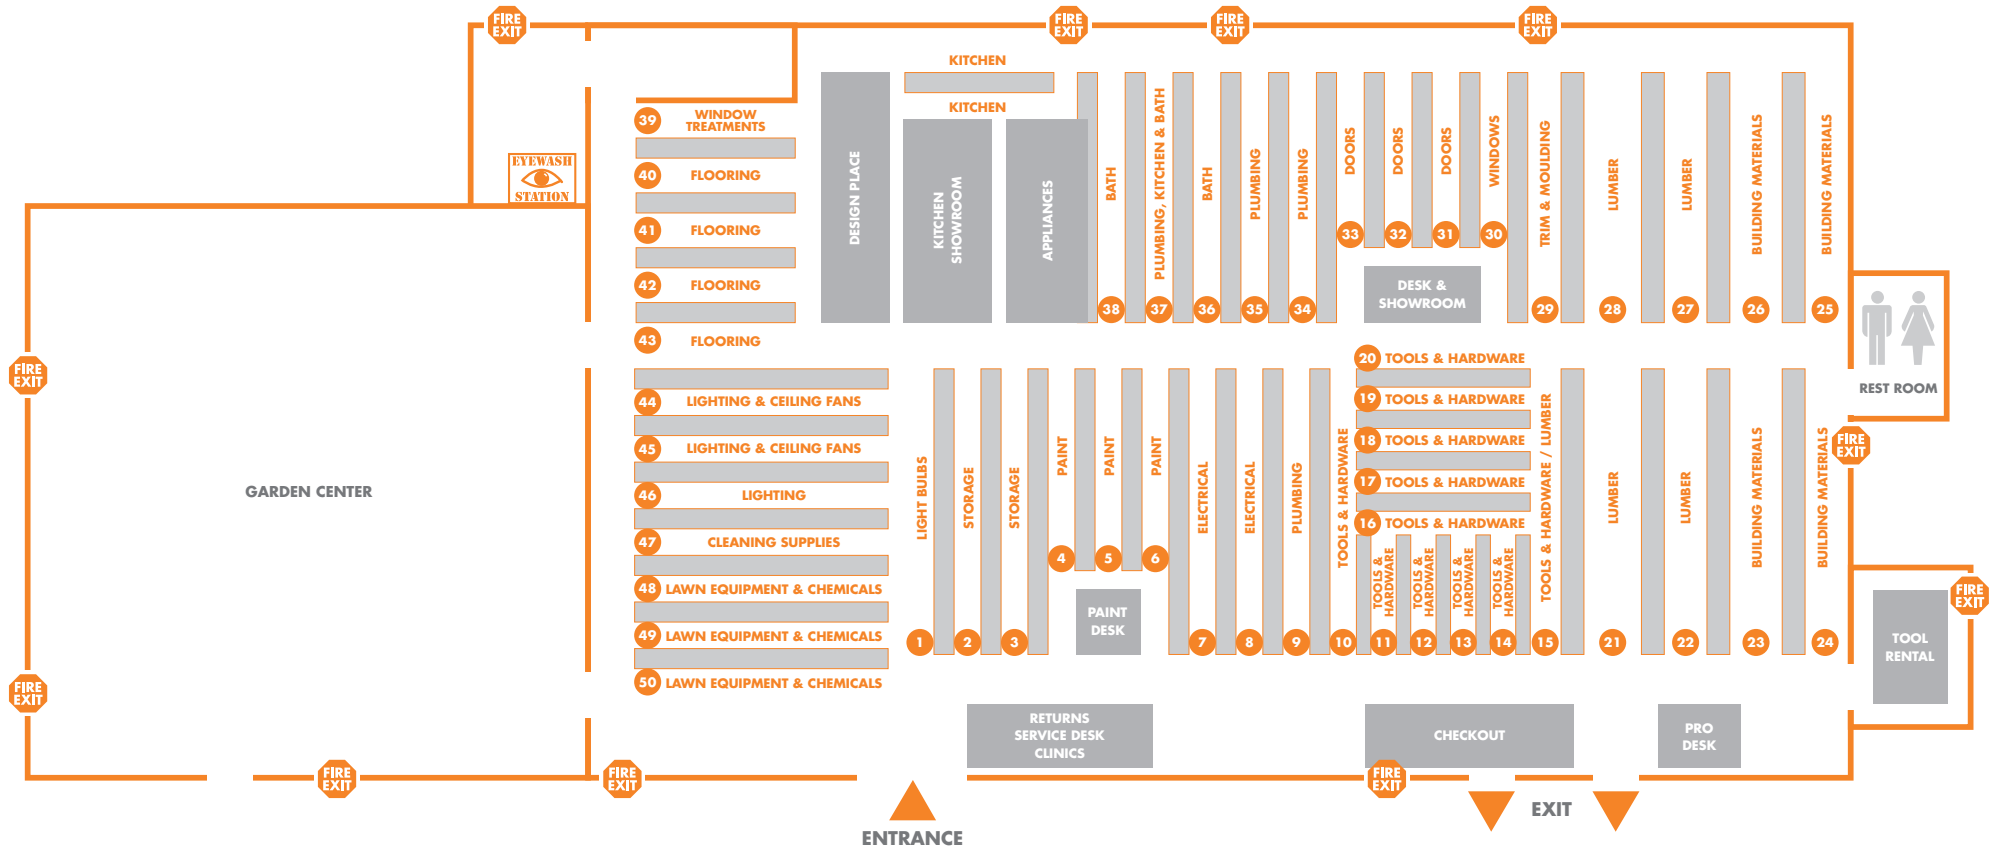 FIRE
EXIT
FIRE
EXIT
FIRE
EXIT
FIRE
EXIT
KITCHEN
KITCHEN
39
WINDOW
TREATMENTS
EYEWASH
STATION
40
FLOORING
41
FLOORING
42
FLOORING
43
FLOORING
DESIGN PLACE
KITCHEN
SHOWROOM
APPLIANCES
BATH
38
PLUMBING, KITCHEN & BATH
37
BATH
36
PLUMBING
35
PLUMBING
34
DOORS
33
DOORS
32
DOORS
31
WINDOWS
30
DESK &
SHOWROOM
TRIM & MOULDING
29
LUMBER
28
LUMBER
27
BUILDING MATERIALS
26
BUILDING MATERIALS
25
REST ROOM
FIRE
EXIT
FIRE
EXIT
GARDEN CENTER
44
LIGHTING & CEILING FANS
45
LIGHTING & CEILING FANS
46
LIGHTING
47
CLEANING SUPPLIES
48
LAWN EQUIPMENT & CHEMICALS
49
LAWN EQUIPMENT & CHEMICALS
50
LAWN EQUIPMENT & CHEMICALS
LIGHT BULBS
1
STORAGE
2
STORAGE
3
PAINT
4
PAINT
5
PAINT
6
PAINT
DESK
ELECTRICAL
7
ELECTRICAL
8
PLUMBING
9
TOOLS & HARDWARE
10
20
TOOLS & HARDWARE
19
TOOLS & HARDWARE
18
TOOLS & HARDWARE
17
TOOLS & HARDWARE
16
TOOLS & HARDWARE
TOOLS &
HARDWARE
11
TOOLS &
HARDWARE
12
TOOLS &
HARDWARE
13
TOOLS &
HARDWARE
14
TOOLS & HARDWARE / LUMBER
15
LUMBER
21
LUMBER
22
BUILDING MATERIALS
23
BUILDING MATERIALS
24
FIRE
EXIT
TOOL
RENTAL
FIRE
EXIT
RETURNS
SERVICE DESK
CLINICS
CHECKOUT
PRO
DESK
FIRE
EXIT
FIRE
EXIT
FIRE
EXIT
ENTRANCE
EXIT